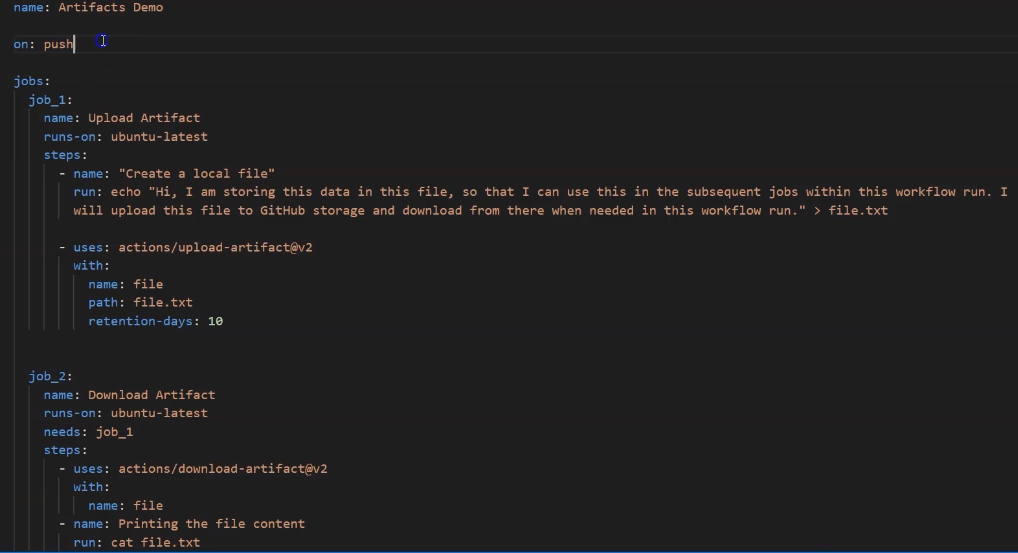 name: Artifacts Demo
on: push
jobs:
job_1:
name: Upload Artifact
runs-on: ubuntu-latest
steps:
- name: "Create a local file"
run: echo "Hi, I am storing this data in this file, so that I can use this in the subsequent jobs within this workflow run. I
will upload this file to GitHub storage and download from there when needed in this workflow run." > file.txt
- uses: actions/upload-artifact@v2
with:
name: file
path: file.txt
retention-days: 10
job_2:
name: Download Artifact
runs-on: ubuntu-latest
needs: job_1
steps:
- uses: actions/download-artifact@v2
with:
name: file
- name: Printing the file content
run: cat file.txt